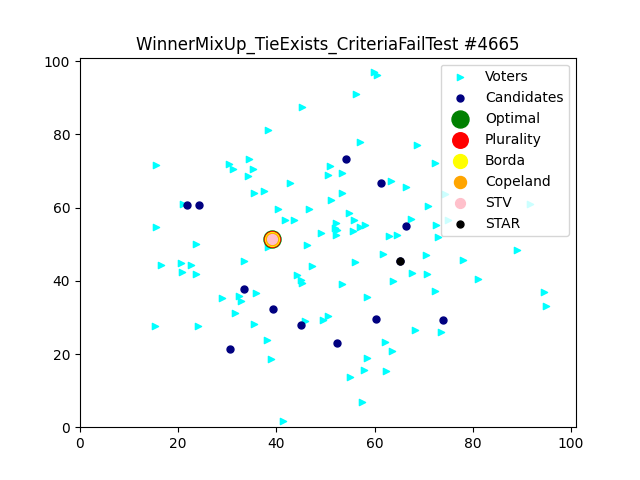 WinnerMixUp_TieExists_CriteriaFailTest #4665
100
80
60
40
20
0
0 20 40 60 80 100
Voters
Candidates
Optimal
Plurality
Borda
Copeland
STV
STAR